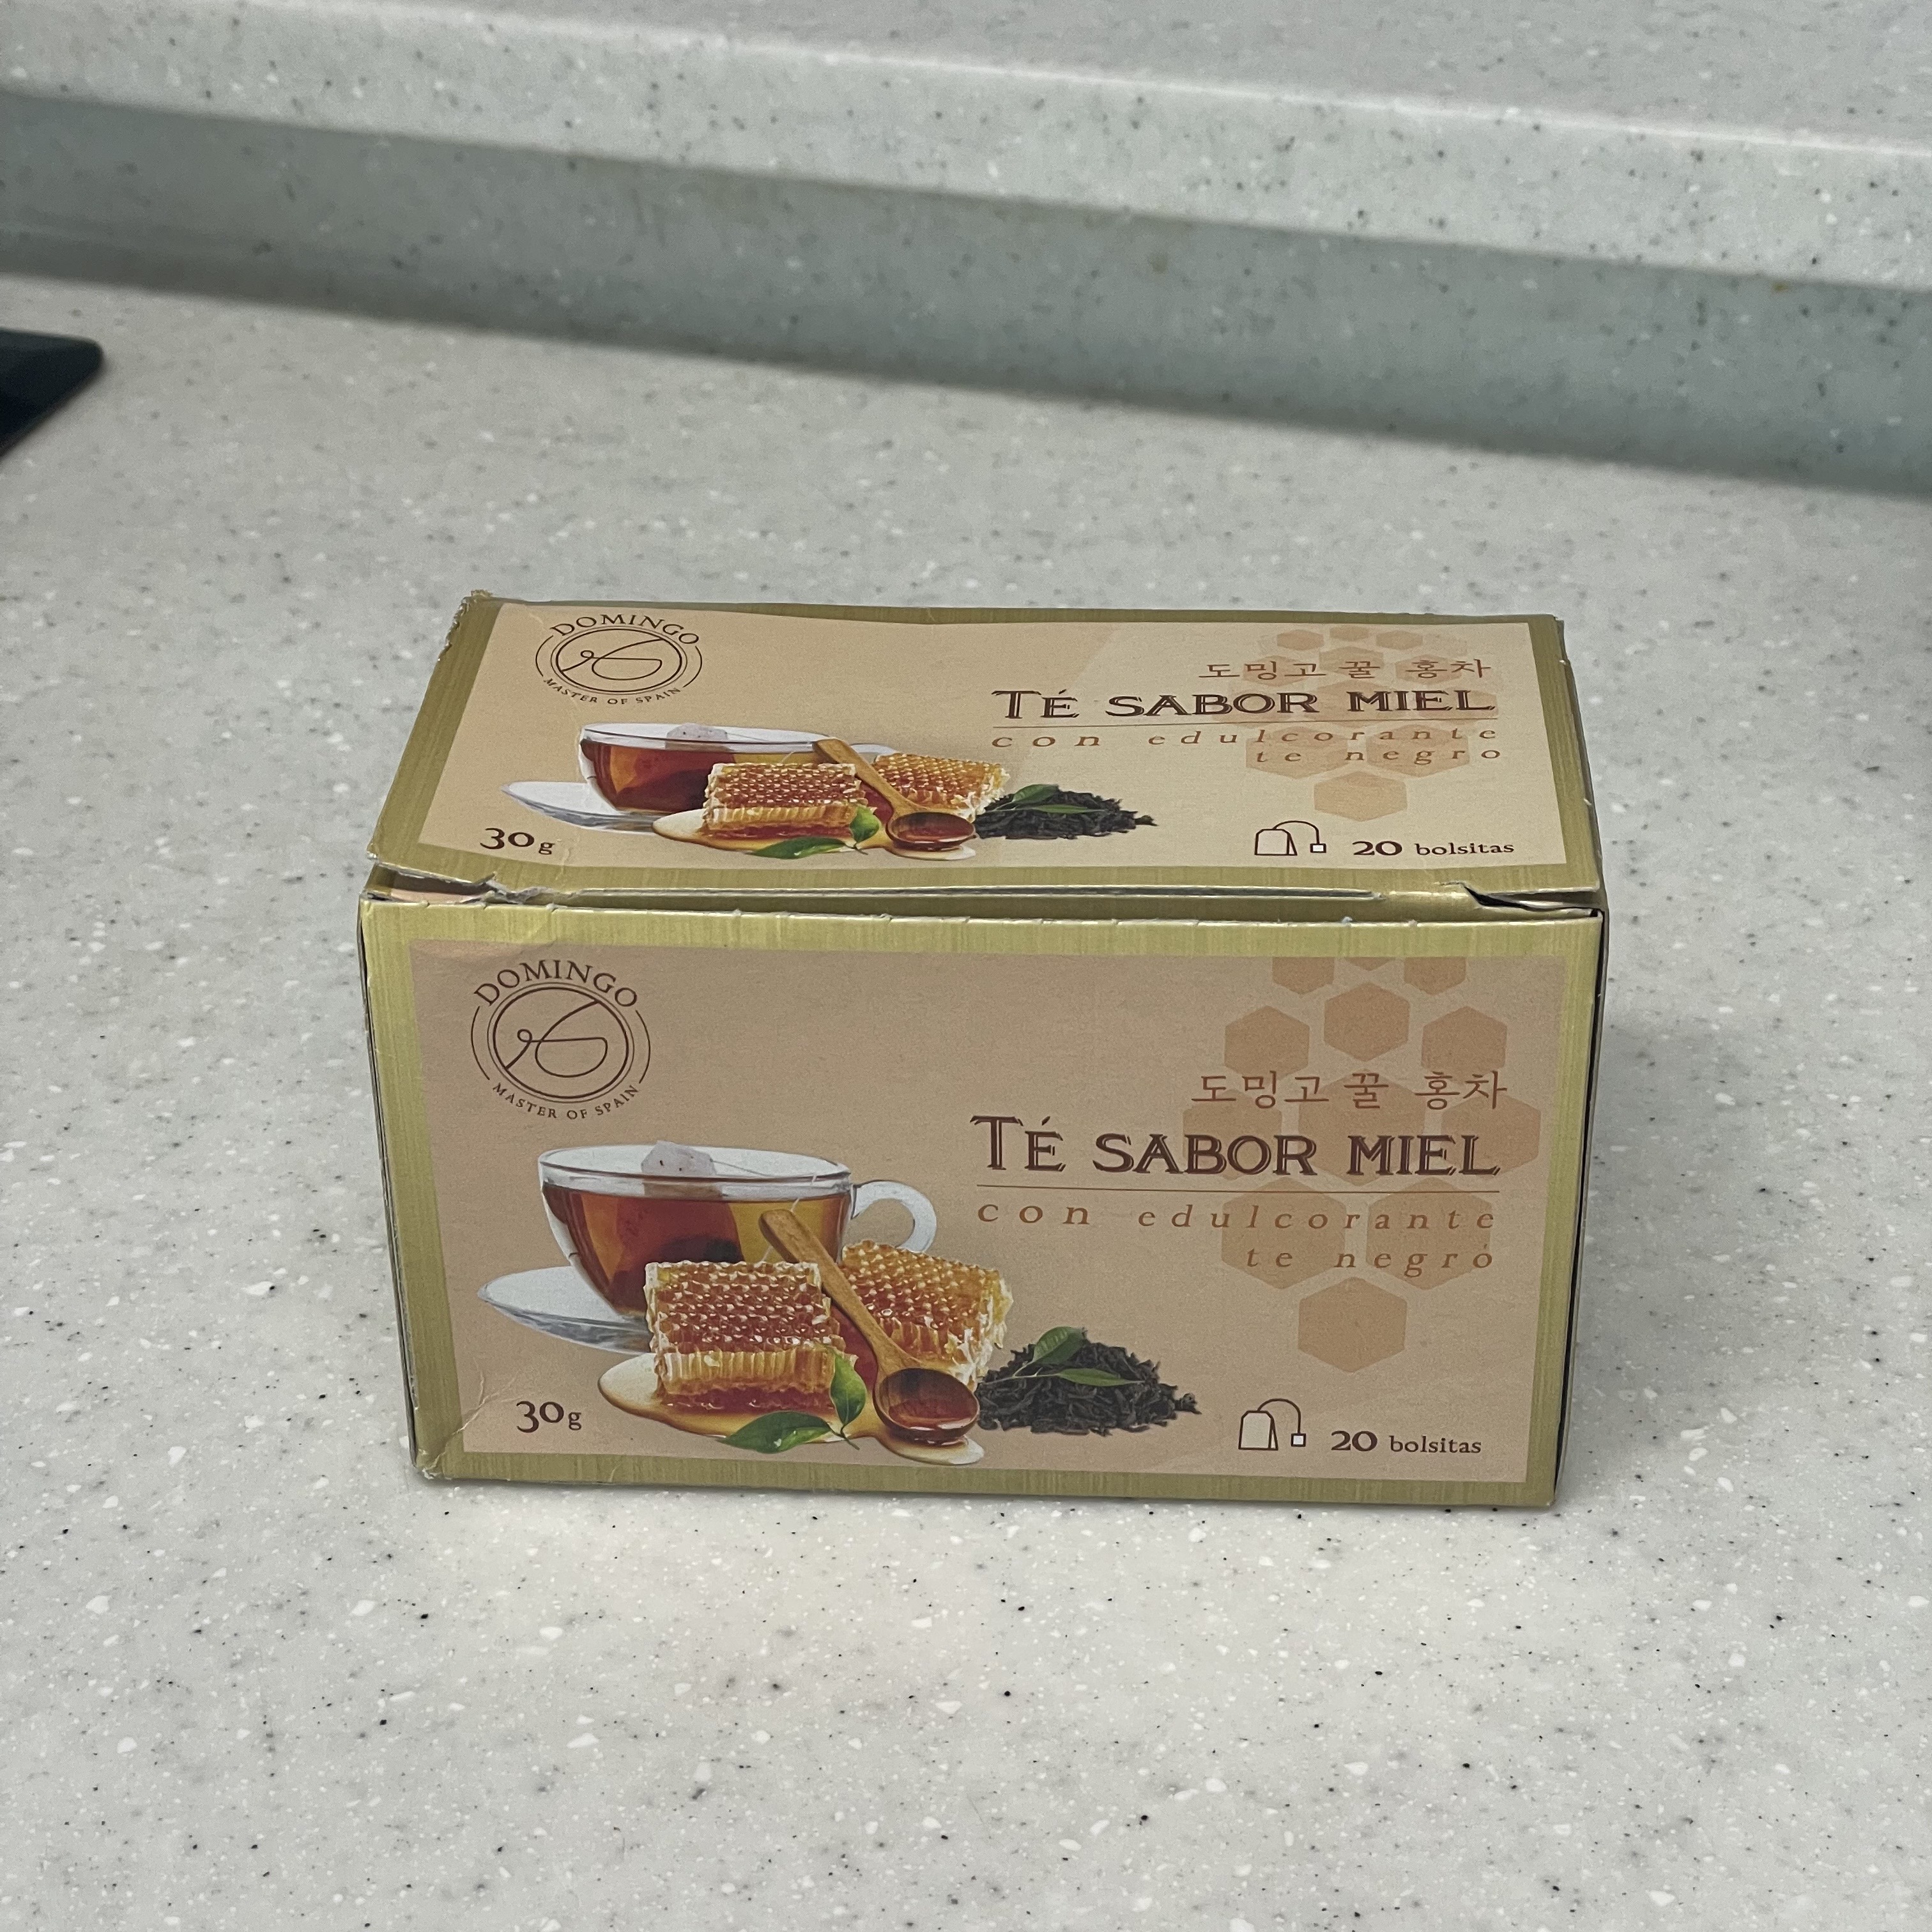 DOMINGO
MASTER OF SPAIN
도밍고 꿀 홍차
TÉ SABOR MIEL
con edulcorante
te negro
30g
20 bolsitas
DOMINGO
MASTER OF SPAIN
도밍고 꿀 홍차
TÉ SABOR MIEL
con edulcorante
te negro
30g
20 bolsitas